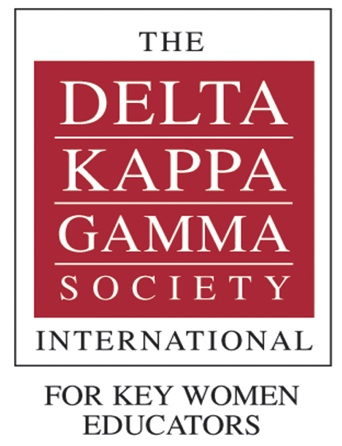 THE
DELTA
KAPPA
GAMMA
SOCIETY
INTERNATIONAL
FOR KEY WOMEN
EDUCATORS